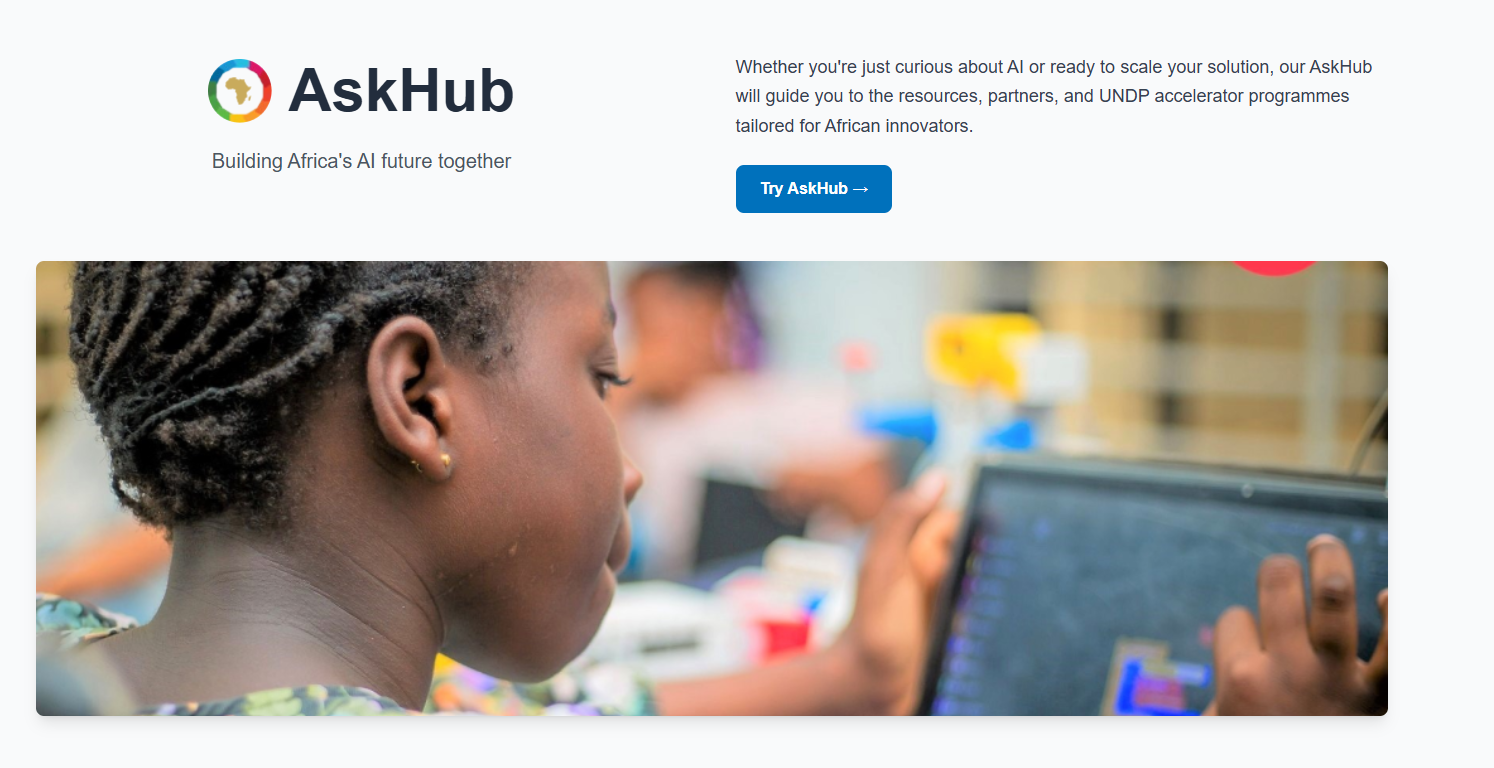 AskHub
Building Africa's AI future together
Whether you're just curious about AI or ready to scale your solution, our AskHub
will guide you to the resources, partners, and UNDP accelerator programmes
tailored for African innovators.
Try AskHub →